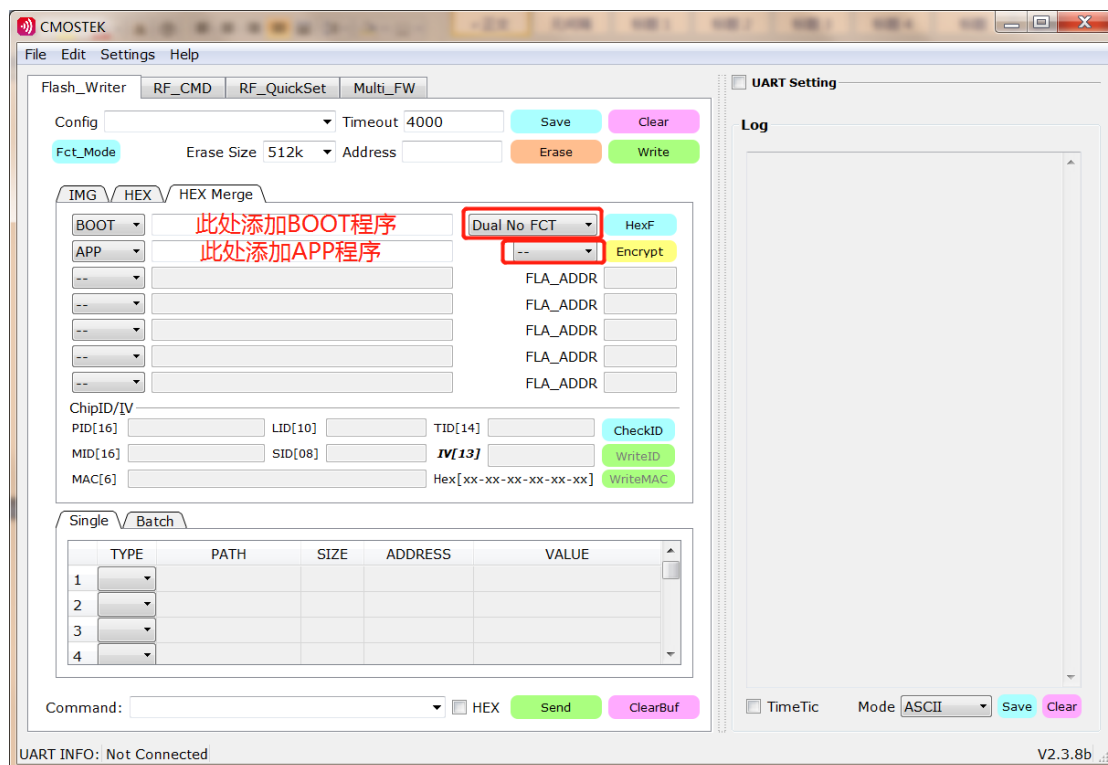 CMOSTEK
File Edit Settings Help
Flash_Writer RF_CMD RF_QuickSet Multi_FW
Config Timeout 4000 Save Clear
Fct_Mode Erase Size 512k Address Erase Write
IMG HEX HEX Merge
BOOT 此处添加BOOT程序 Dual No FCT HexF
APP 此处添加APP程序 -- Encrypt
-- FLA_ADDR
-- FLA_ADDR
-- FLA_ADDR
-- FLA_ADDR
-- FLA_ADDR
ChipID/IV
PID[16] LID[10] TID[14] CheckID
MID[16] SID[08] IV[13] WriteID
MAC[6] Hex[xx-xx-xx-xx-xx-xx] WriteMAC
Single Batch
TYPE PATH SIZE ADDRESS VALUE
1
2
3
4
Command: HEX Send ClearBuf
UART Setting
Log
TimeTic Mode ASCII Save Clear
UART INFO: Not Connected V2.3.8b